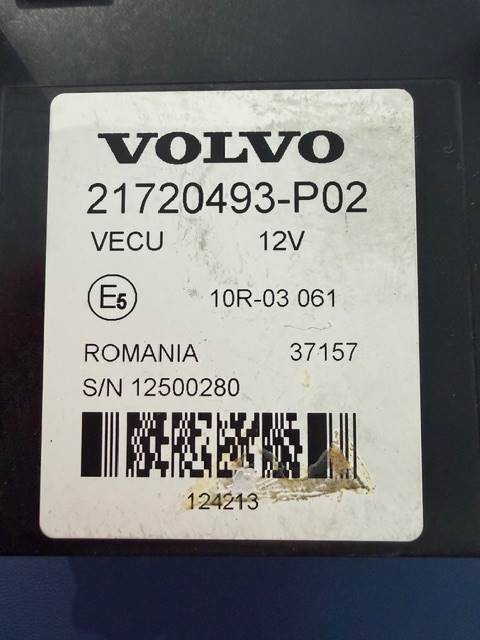 VOLVO
21720493-P02
VECU 12V
E5 10R-03 061
ROMANIA 37157
S/N 12500280
124213